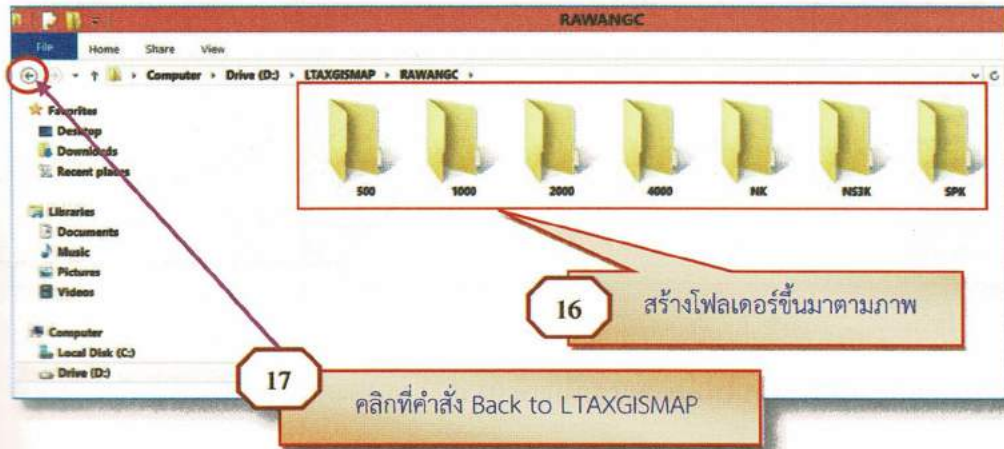 RAWANGC
File Home Share View
Computer Drive (D:) LTAXGISMAP RAWANGC
Favorites
Desktop
Downloads
Recent places
Libraries
Documents
Music
Pictures
Videos
Computer
Local Disk (C:)
Drive (D:)
500 1000 2000 4000 NK NS3K SPK
16 สร้างโฟลเดอร์ขึ้นมาตามภาพ
17 คลิกที่คำสั่ง Back to LTAXGISMAP